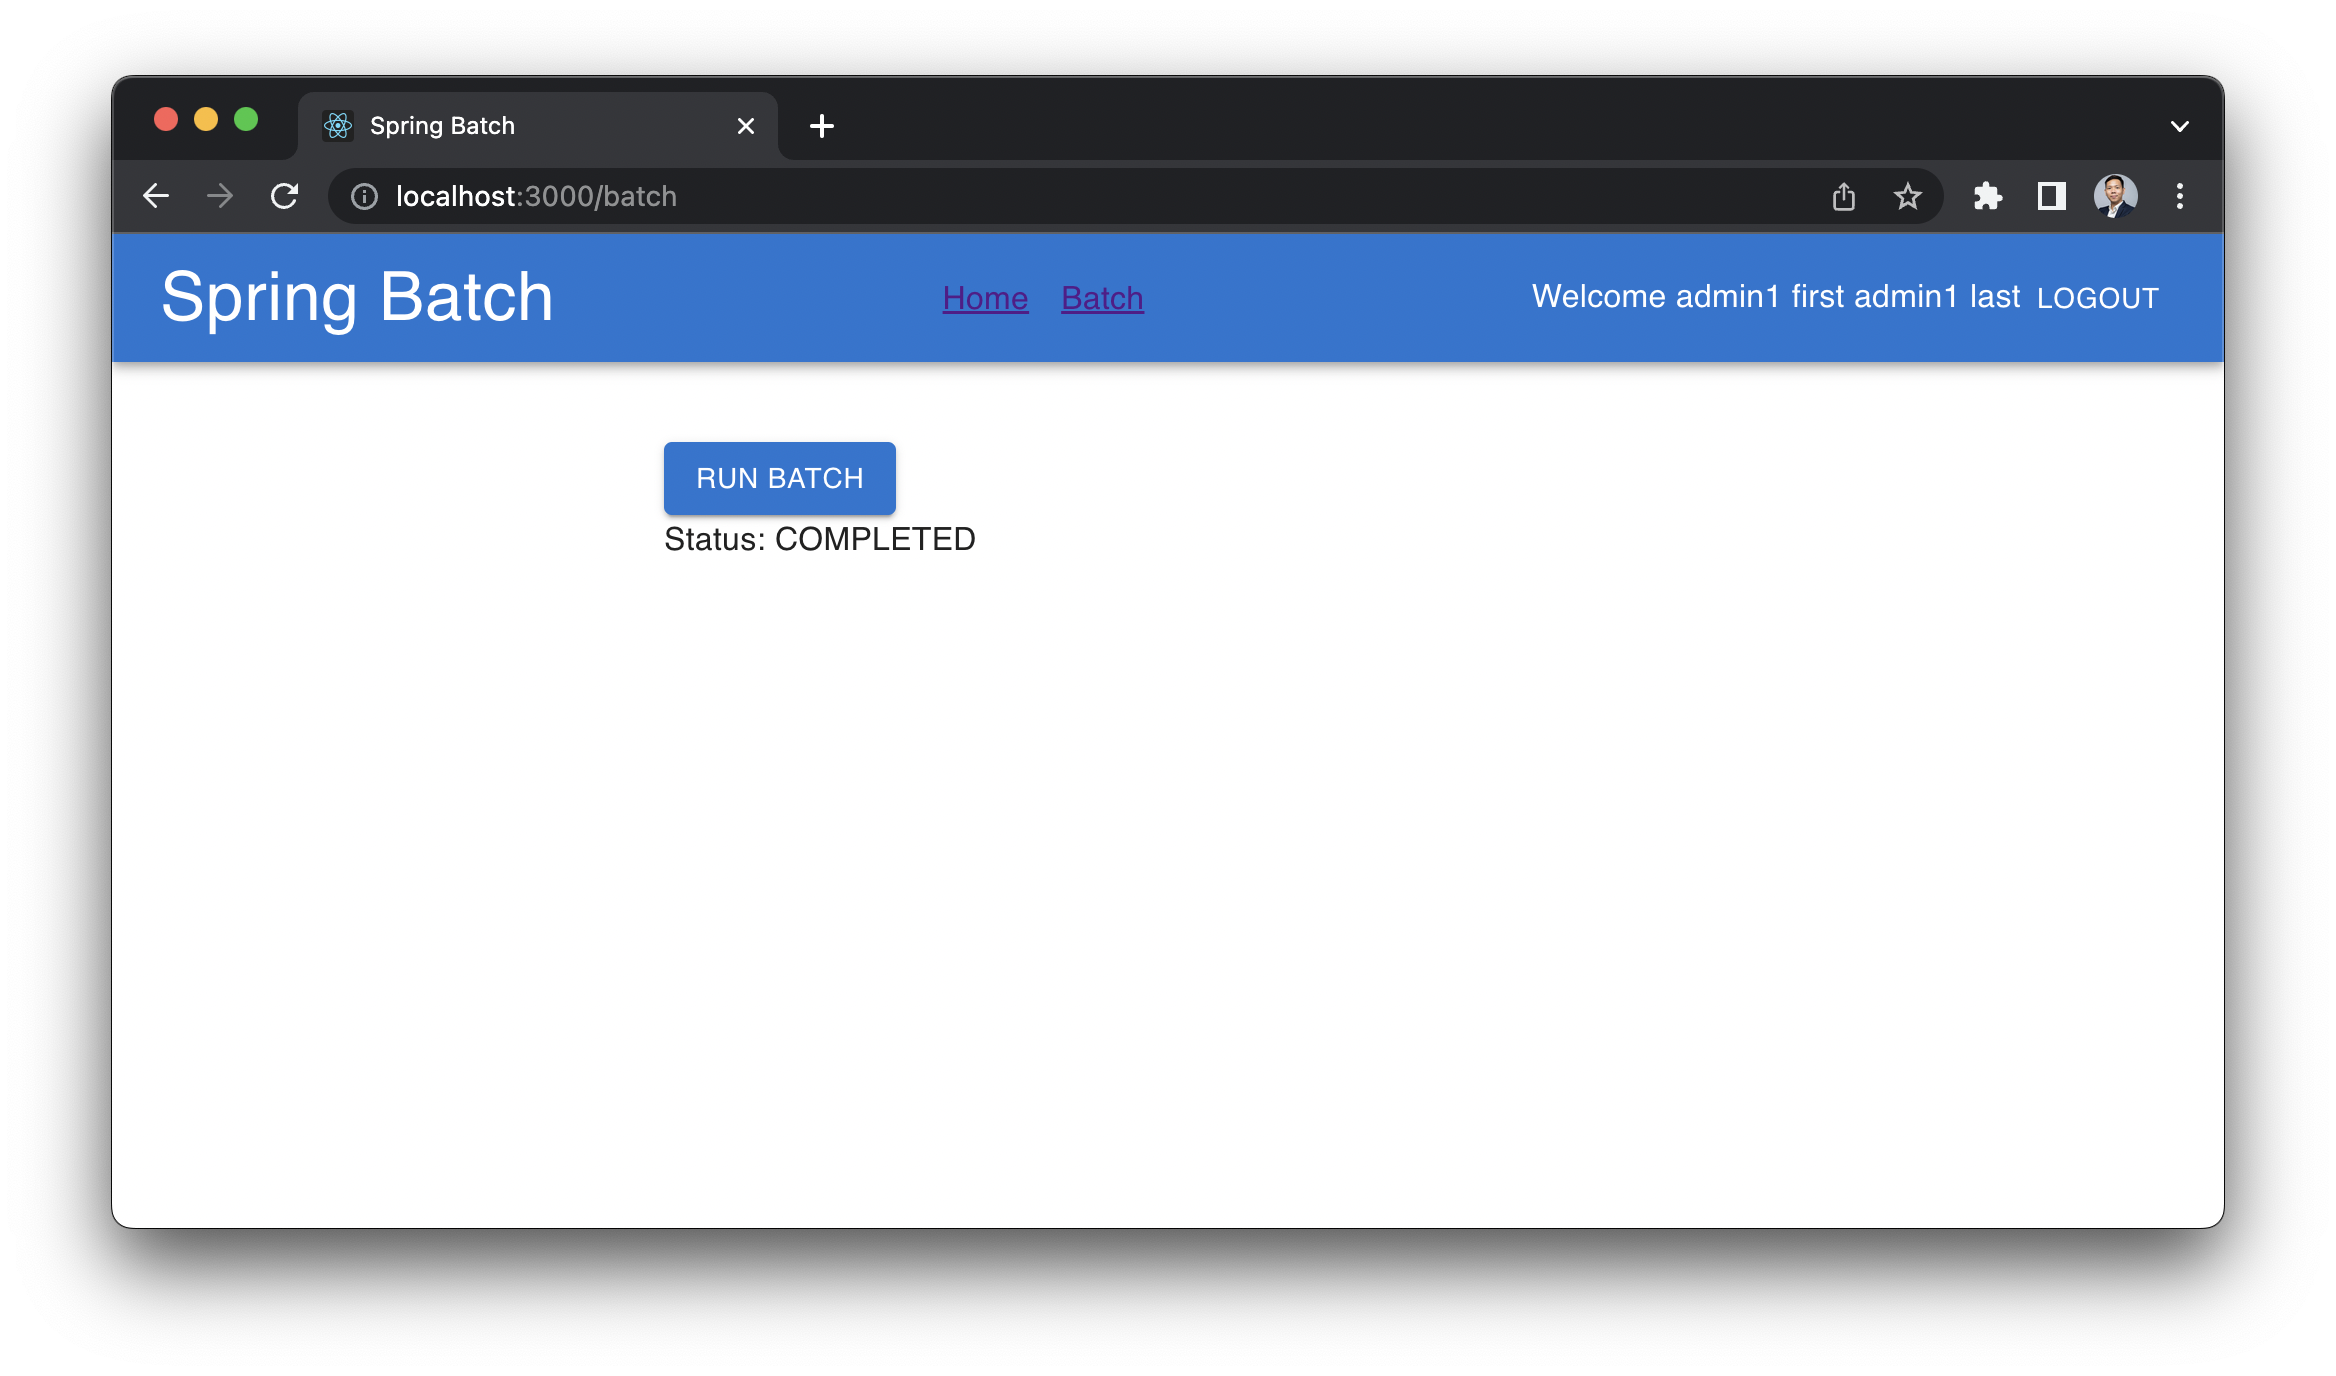 Spring Batch
localhost:3000/batch
Spring Batch Home Batch Welcome admin1 first admin1 last LOGOUT
RUN BATCH
Status: COMPLETED